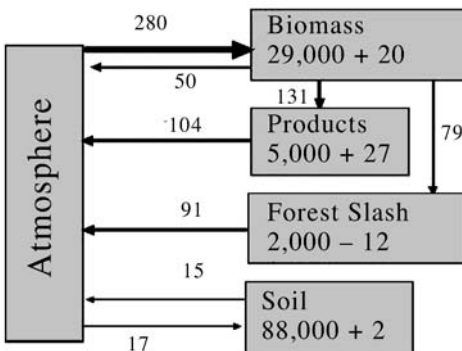 280
Biomass
29,000 + 20
50
131
104
Products
5,000 + 27
79
Atmosphere
91
Forest Slash
2,000 – 12
15
Soil
88,000 + 2
17